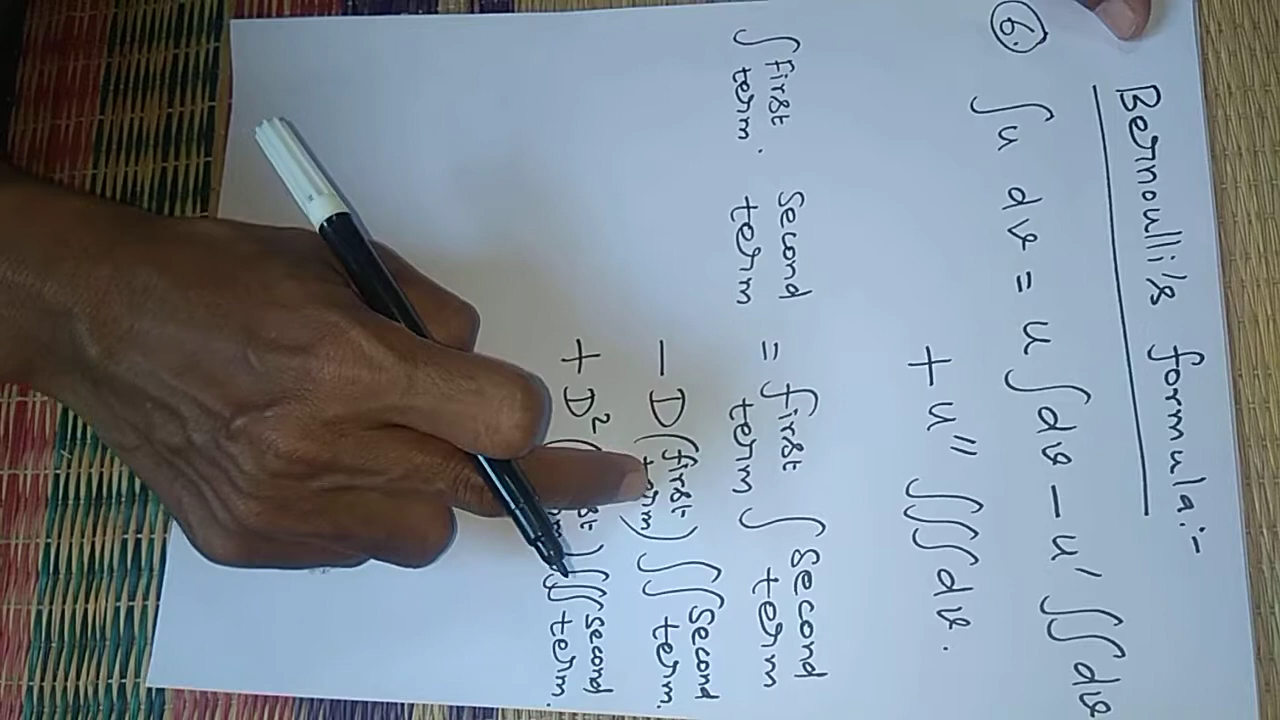 Bernoulli's formula:-
⑥. ∫u dv = u ∫dv - u' ∫∫dv
+ u'' ∫∫∫dv.
∫first term . Second term = first term ∫Second term
- D(first term) ∫∫Second term.
+ D² ( ) ∫∫∫Second term.